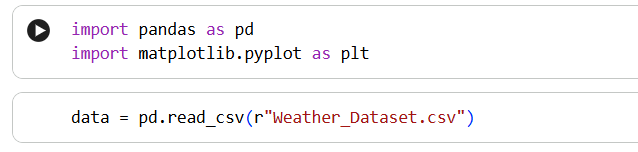 import pandas as pd
import matplotlib.pyplot as plt
data = pd.read_csv(r"Weather_Dataset.csv")